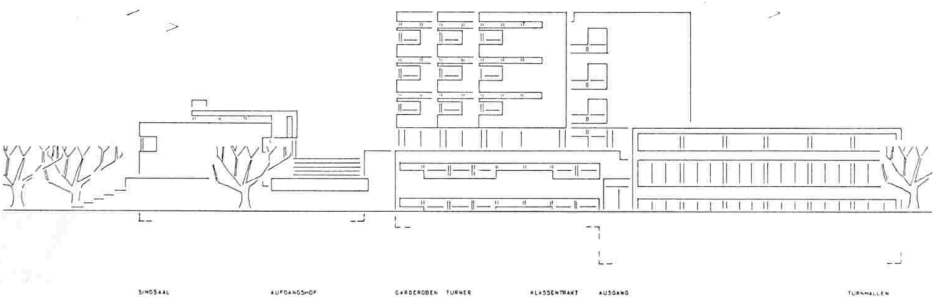 SINGSAAL AUFGANGSHOF GARDEROBEN TURNER KLASSENTRAKT AUSGANG TURNHALLEN